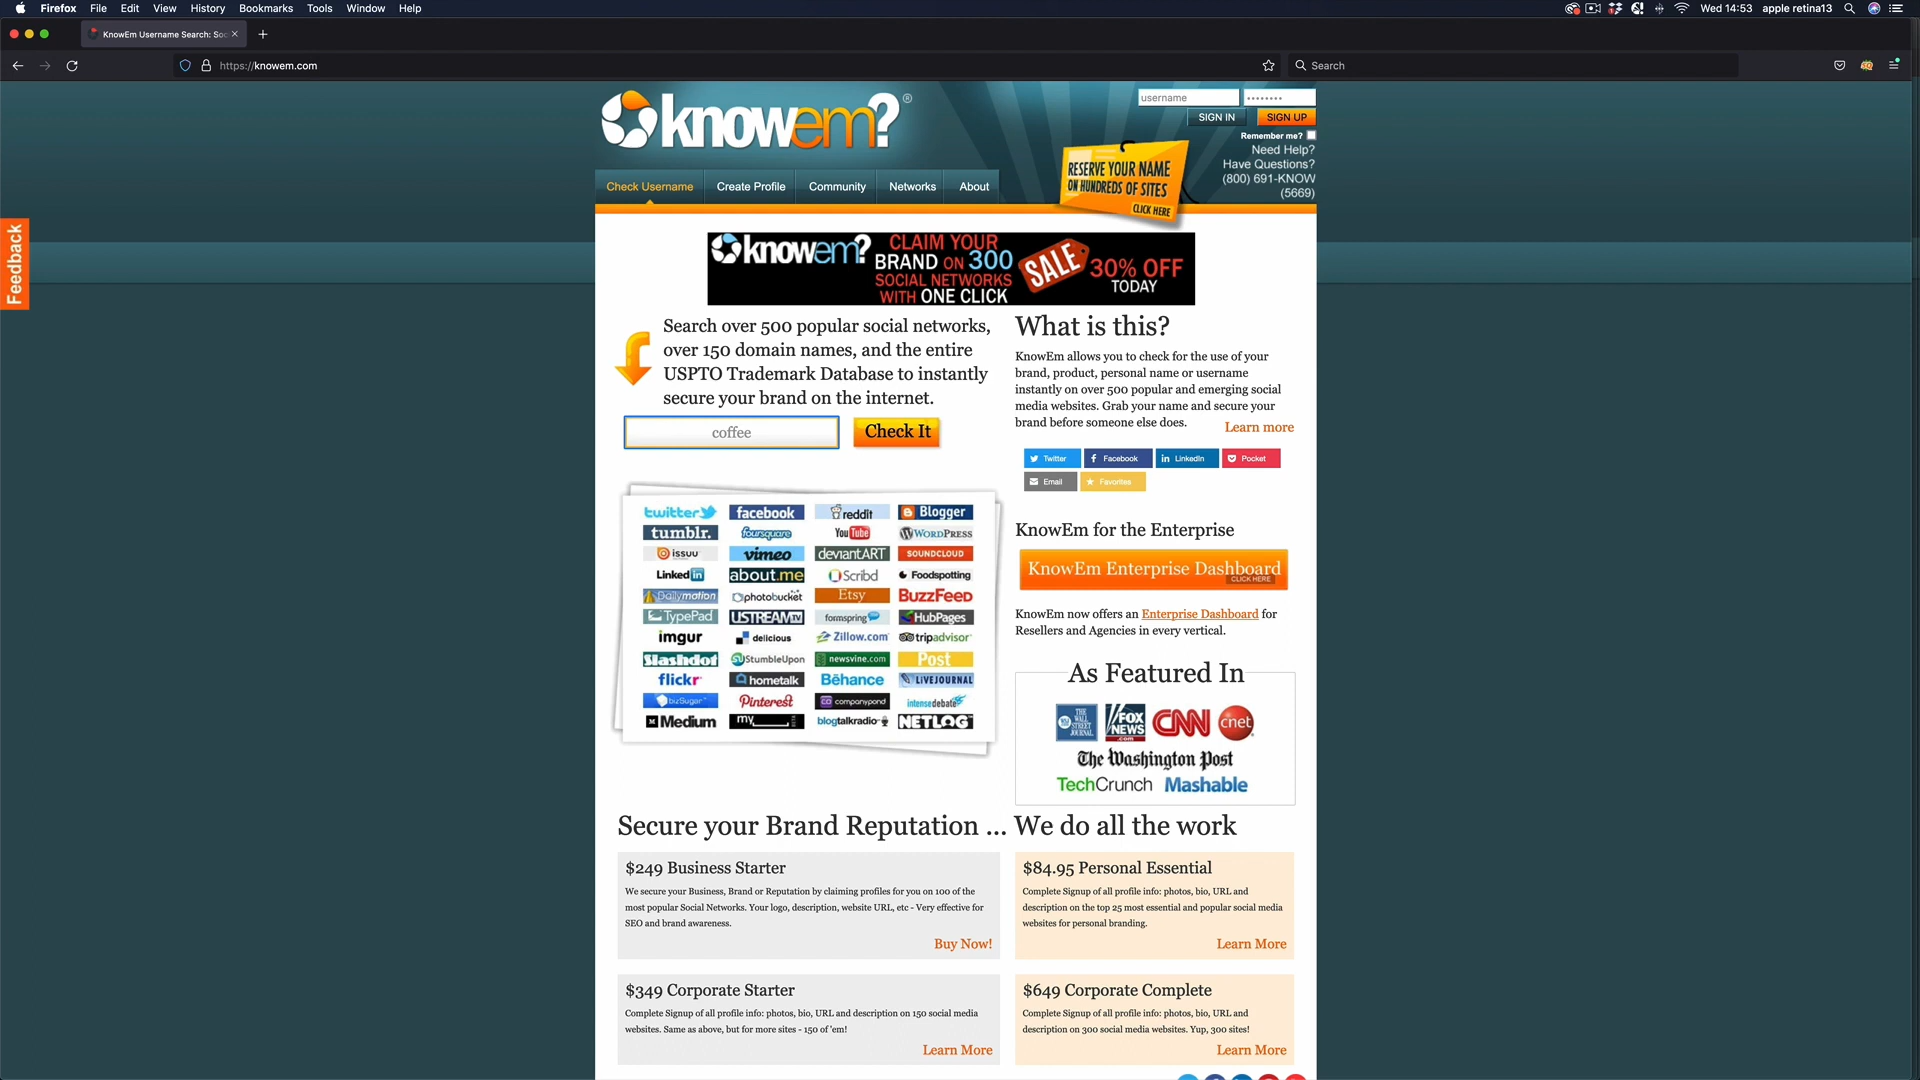 Firefox File Edit View History Bookmarks Tools Window Help
Wed 14:53 apple retina13
KnowEm Username Search: Soc
https://knowem.com
Search
knowem?®
username
SIGN IN SIGN UP
Remember me?
Need Help?
Have Questions?
(800) 691-KNOW
(5669)
RESERVE YOUR NAME
ON HUNDREDS OF SITES
CLICK HERE
Check Username Create Profile Community Networks About
Feedback
knowem?
CLAIM YOUR
BRAND ON 300
SOCIAL NETWORKS
WITH ONE CLICK
SALE
30% OFF
TODAY
Search over 500 popular social networks,
over 150 domain names, and the entire
USPTO Trademark Database to instantly
secure your brand on the internet.
coffee
Check It
twitter facebook reddit Blogger
tumblr. foursquare YouTube WORDPRESS
issuu vimeo deviantART SOUNDCLOUD
Linked in about.me Scribd Foodspotting
Dailymotion photobucket Etsy BuzzFeed
TypePad USTREAM TV formspring HubPages
imgur delicious Zillow.com tripadvisor
Slashdot StumbleUpon newsvine.com Post
flickr hometalk Bēhance LIVEJOURNAL
bizSugar Pinterest companypond intensedebate
Medium my blogtalkradio NETLOG
What is this?
KnowEm allows you to check for the use of your
brand, product, personal name or username
instantly on over 500 popular and emerging social
media websites. Grab your name and secure your
brand before someone else does.
Learn more
Twitter Facebook LinkedIn Pocket
Email Favorites
KnowEm for the Enterprise
KnowEm Enterprise Dashboard
CLICK HERE
KnowEm now offers an Enterprise Dashboard for
Resellers and Agencies in every vertical.
As Featured In
THE WALL STREET JOURNAL FOX NEWS .com CNN cnet
The Washington Post
TechCrunch Mashable
Secure your Brand Reputation ... We do all the work
$249 Business Starter
We secure your Business, Brand or Reputation by claiming profiles for you on 100 of the
most popular Social Networks. Your logo, description, website URL, etc - Very effective for
SEO and brand awareness.
Buy Now!
$84.95 Personal Essential
Complete Signup of all profile info: photos, bio, URL and
description on the top 25 most essential and popular social media
websites for personal branding.
Learn More
$349 Corporate Starter
Complete Signup of all profile info: photos, bio, URL and description on 150 social media
websites. Same as above, but for more sites - 150 of 'em!
Learn More
$649 Corporate Complete
Complete Signup of all profile info: photos, bio, URL and
description on 300 social media websites. Yup, 300 sites!
Learn More